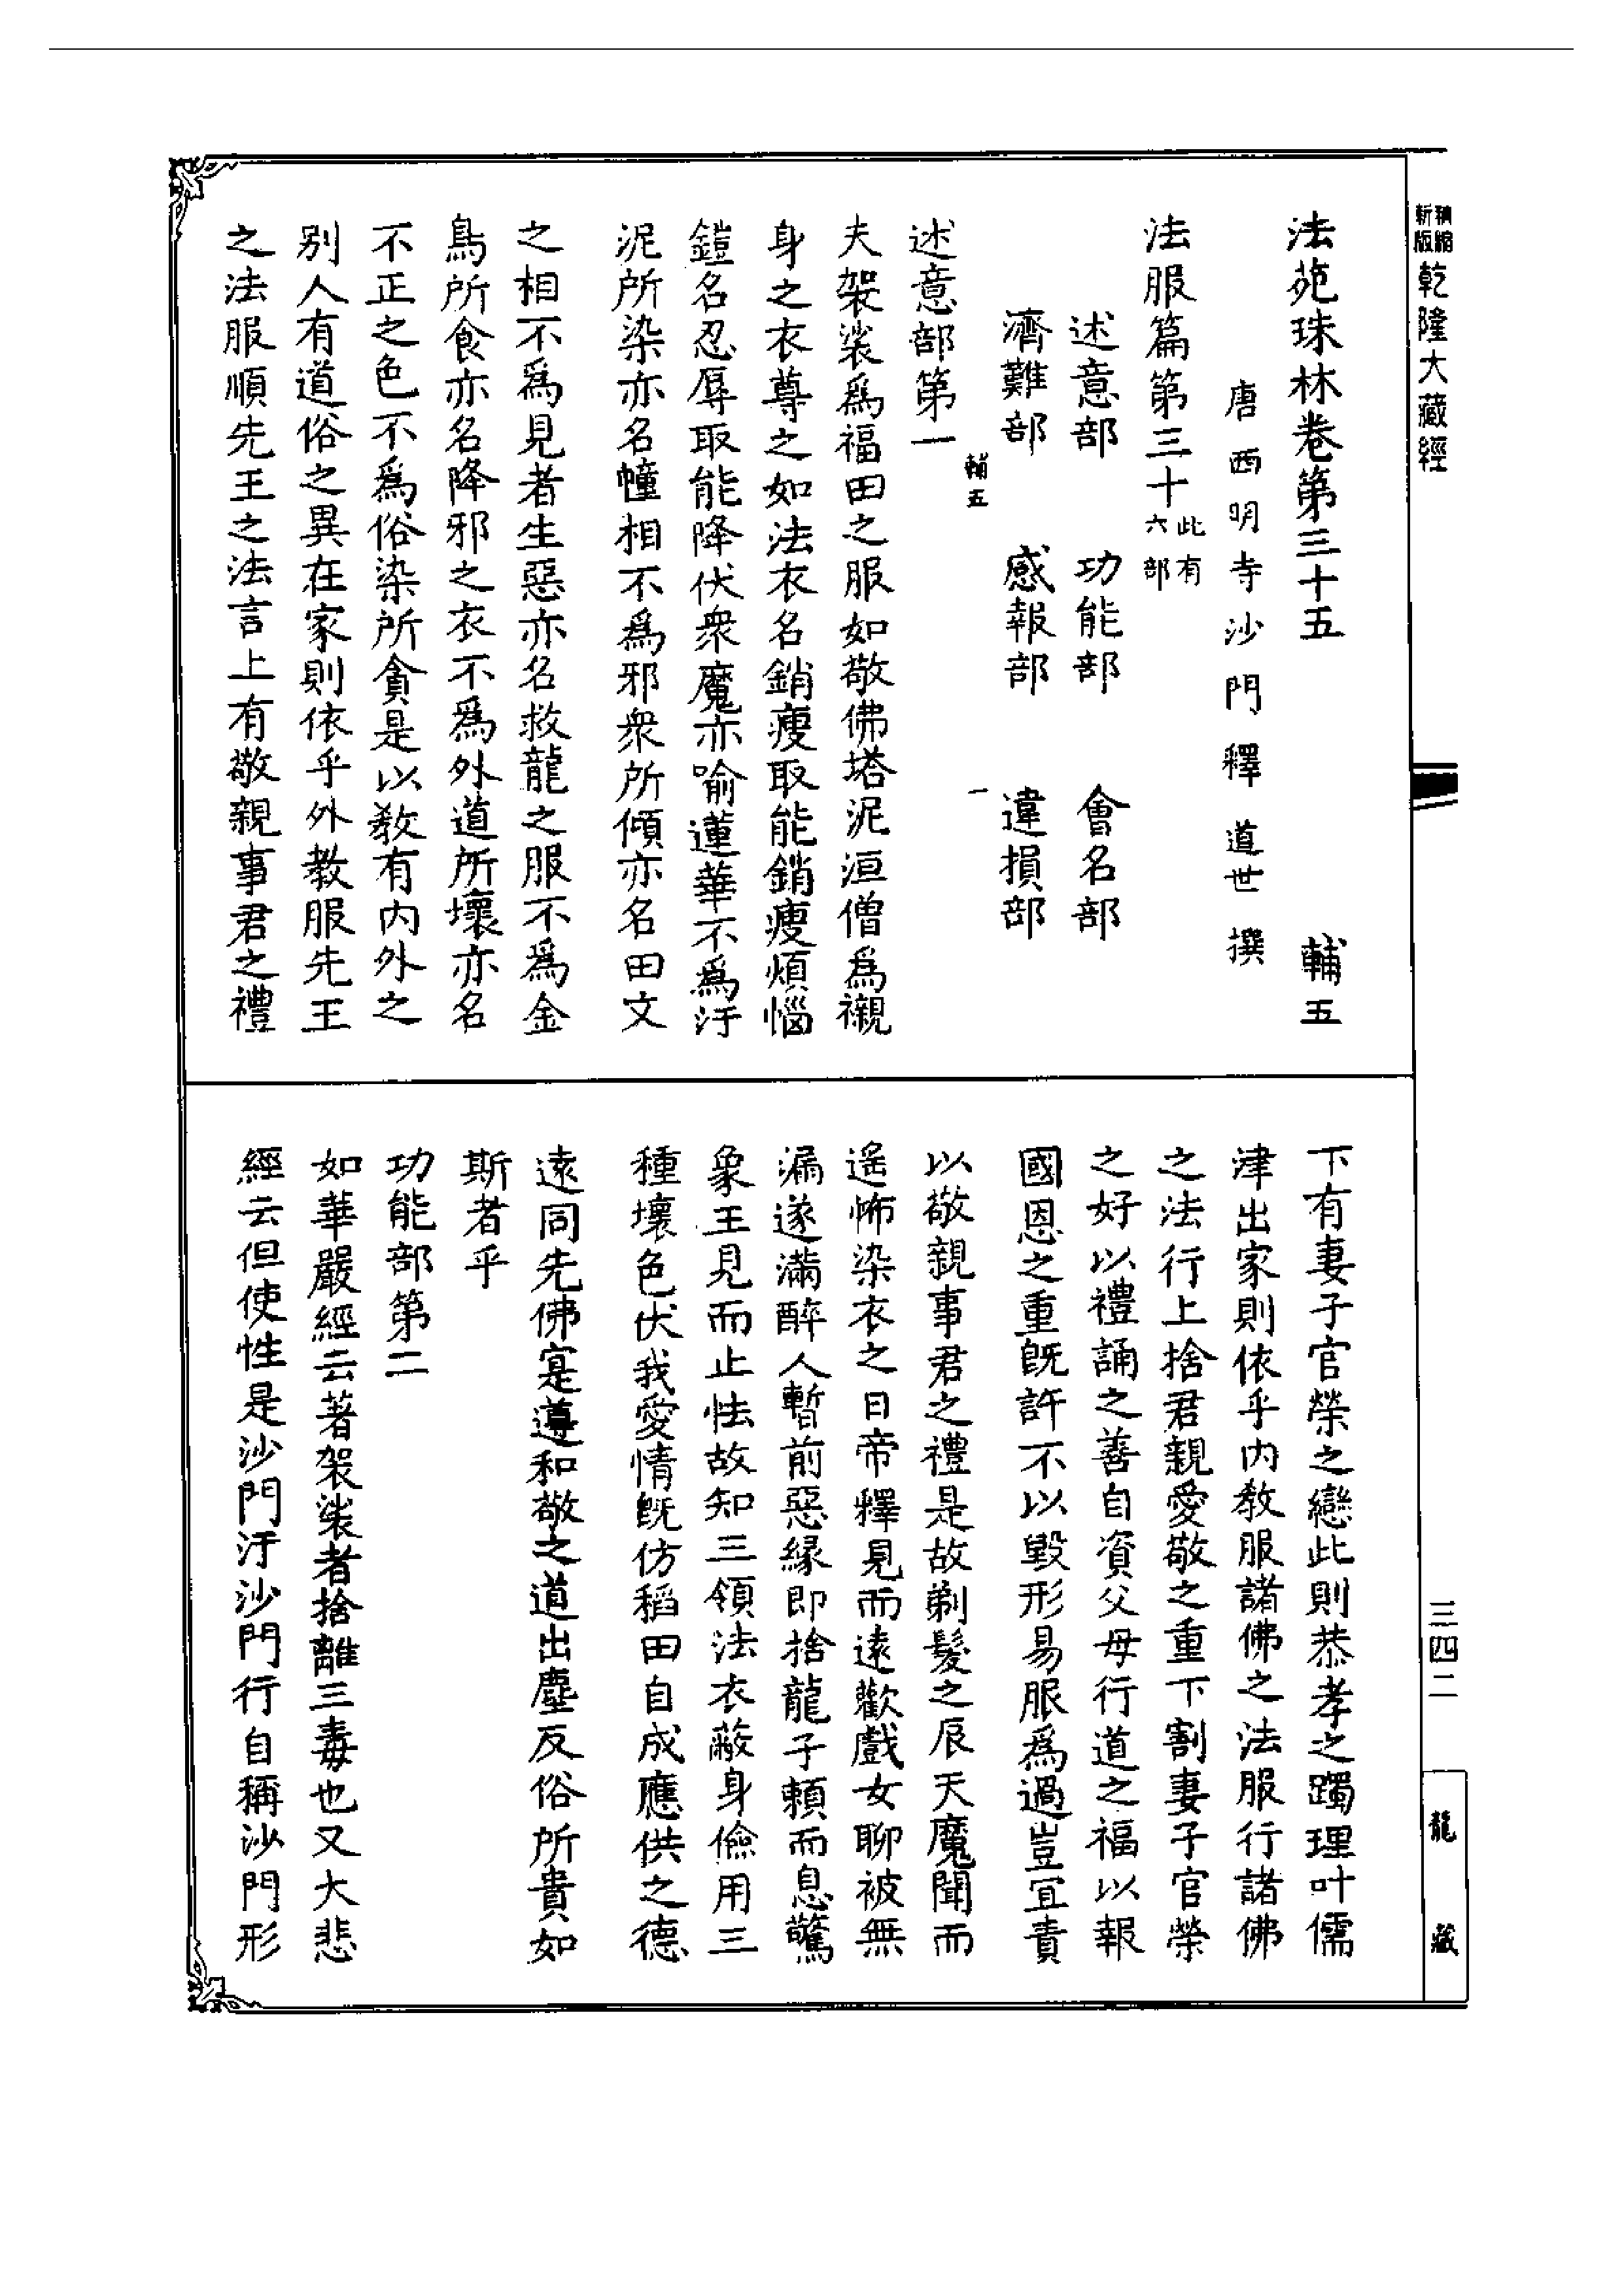 精縮新版乾隆大藏經
法苑珠林卷第三十五　輔五
唐西明寺沙門釋道世撰
法服篇第三十此有六部
述意部　功能部　會名部
濟難部　感報部　違損部
輔五　一
述意部第一
夫袈裟爲福田之服如敬佛塔泥洹僧爲襯
身之衣尊之如法衣名銷瘦取能銷瘦煩惱
鎧名忍辱取能降伏衆魔亦喻蓮華不爲汙
泥所染亦名幢相不爲邪衆所傾亦名田文
之相不爲見者生惡亦名救龍之服不爲金
鳥所食亦名降邪之衣不爲外道所壞亦名
不正之色不爲俗染所貪是以教有內外之
別人有道俗之異在家則依乎外教服先王
之法服順先王之法言上有敬親事君之禮
下有妻子官榮之戀此則恭孝之躅理叶儒
津出家則依乎內教服諸佛之法服行諸佛
之法行上捨君親愛敬之重下割妻子官榮
之好以禮誦之善自資父母行道之福以報
國恩之重旣許不以毀形易服爲過豈宜責
以敬親事君之禮是故剃髮之辰天魔聞而
遙怖染衣之日帝釋見而遠歡戲女聊被無
漏遂滿醉人暫前惡緣即捨龍子賴而息驚
象王見而止怯故知三領法衣蔽身儉用三
種壞色伏我愛情旣仿稻田自成應供之德
遠同先佛寔遵和敬之道出塵反俗所貴如
斯者乎
功能部第二
如華嚴經云著袈裟者捨離三毒也又大悲
經云但使性是沙門汙沙門行自稱沙門形
三四二
龍藏